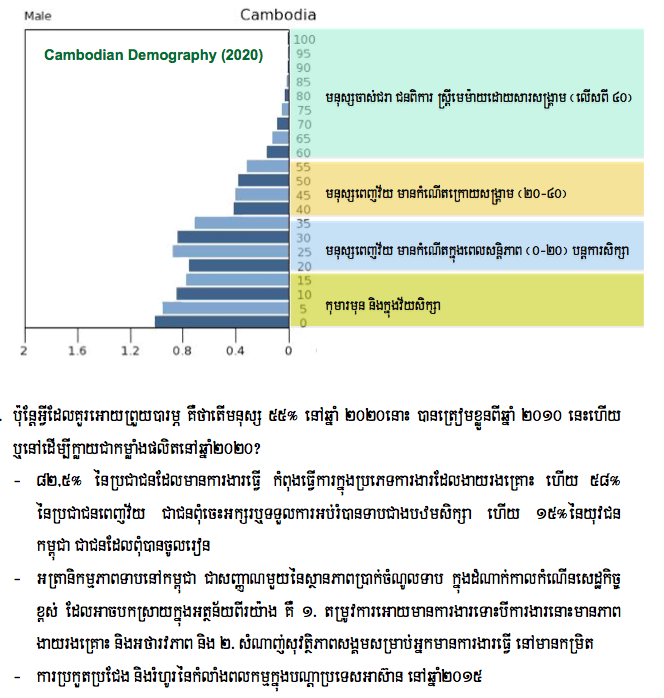 Male
Cambodia
Cambodian Demography (2020)
100
95
90
85
80
75
70
65
60
55
50
45
40
35
30
25
20
15
10
5
0
មនុស្សចាស់ជរា ជនពិការ ស្ត្រីមេម៉ាយដោយសារសង្គ្រាម (លើសពី ៤០)
មនុស្សពេញវ័យ មានកំណើតក្រោយសង្គ្រាម (២០-៤០)
មនុស្សពេញវ័យ មានកំណើតក្នុងពេលសន្តិភាព (០-២០) បន្តការសិក្សា
កុមារមុន និងក្នុងវ័យសិក្សា
2 1.6 1.2 0.8 0.4 0
. ប៉ុន្តែអ្វីដែលគួរអោយព្រួយបារម្ភ គឺថាតើមនុស្ស ៥៥% នៅឆ្នាំ ២០២០នោះ បានត្រៀមខ្លួនពីឆ្នាំ ២០១០ នេះហើយ
ឬនៅដើម្បីក្លាយជាកម្លាំងផលិតនៅឆ្នាំ២០២០?
- ៨២,៥% នៃប្រជាជនដែលមានការងារធ្វើ កំពុងធ្វើការក្នុងប្រភេទការងារដែលងាយរងគ្រោះ ហើយ ៥៨%
នៃប្រជាជនពេញវ័យ ជាជនពុំចេះអក្សរឬទទួលការអប់រំបានទាបជាងបឋមសិក្សា ហើយ ១៥%នៃយុវជន
កម្ពុជា ជាជនដែលពុំបានចូលរៀន
- អត្រានិកម្មភាពទាបនៅកម្ពុជា ជាសញ្ញាណមួយនៃស្ថានភាពប្រាក់ចំណូលទាប ក្នុងដំណាក់កាលកំណើនសេដ្ឋកិច្ច
ខ្ពស់ ដែលអាចបកស្រាយក្នុងអត្ថន័យពីរយ៉ាង គឺ ១. តម្រូវការអោយមានការងារទោះបីការងារនោះមានភាព
ងាយរងគ្រោះ និងអថារវភាព និង ២. សំណាញ់សុវត្ថិភាពសង្គមសម្រាប់អ្នកមានការងារធ្វើ នៅមានកម្រិត
- ការប្រកួតប្រជែង និងរំហូរនៃកំលាំងពលកម្មក្នុងបណ្តាប្រទេសអាស៊ាន នៅឆ្នាំ២០១៥